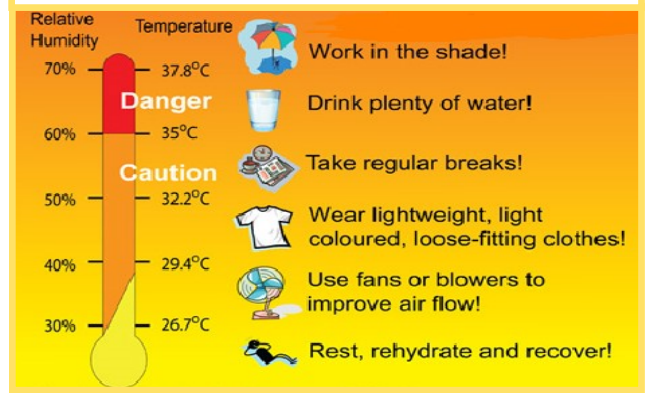 Relative
Humidity
Temperature
Work in the shade!
70%
37.8°C
Danger
Drink plenty of water!
60%
35°C
Caution
Take regular breaks!
50%
32.2°C
Wear lightweight, light
coloured, loose-fitting clothes!
40%
29.4°C
Use fans or blowers to
improve air flow!
30%
26.7°C
Rest, rehydrate and recover!